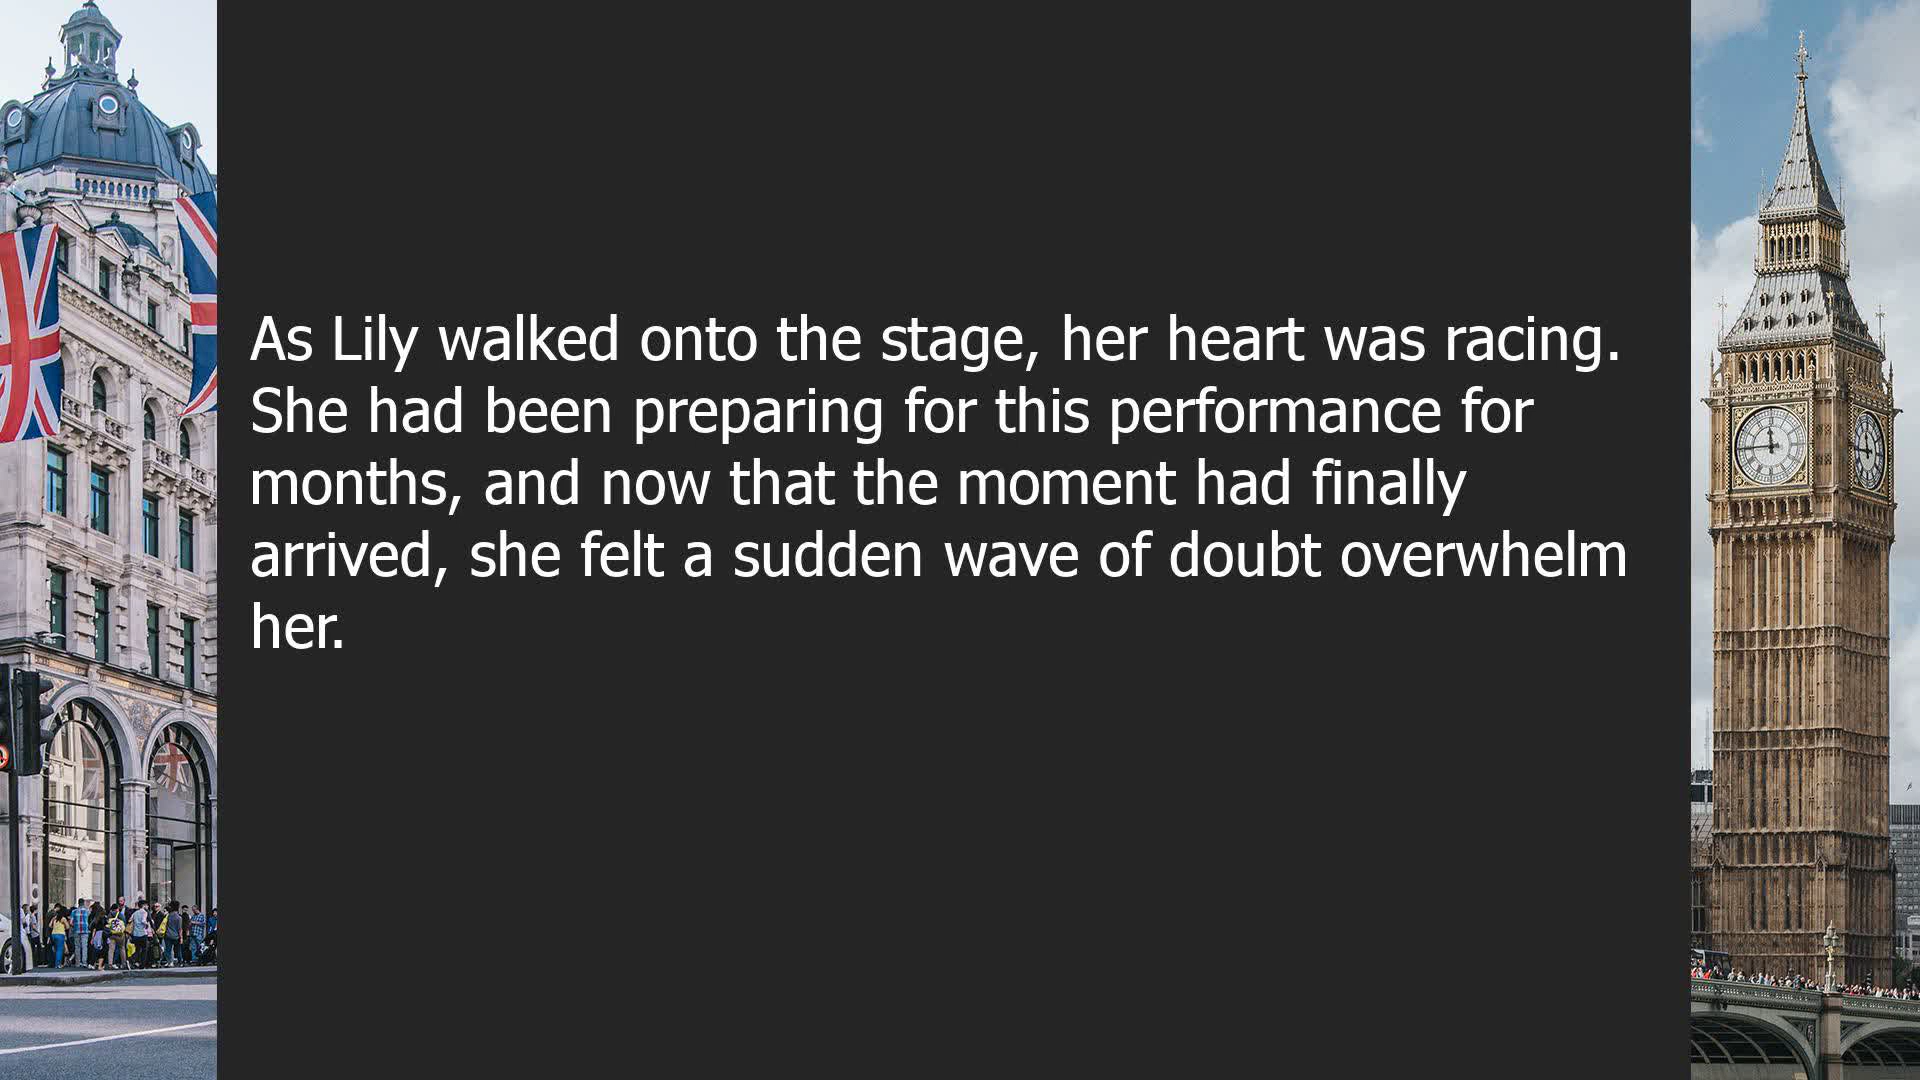 As Lily walked onto the stage, her heart was racing.
She had been preparing for this performance for
months, and now that the moment had finally
arrived, she felt a sudden wave of doubt overwhelm
her.